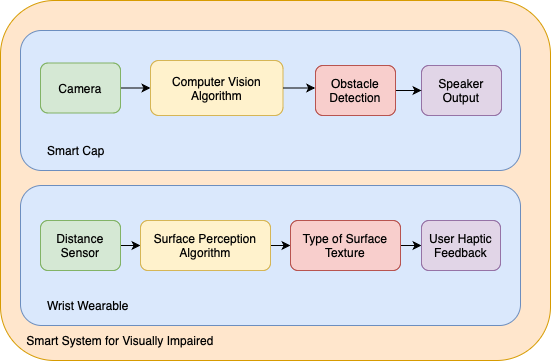 Camera
Computer Vision
Algorithm
Obstacle
Detection
Speaker
Output
Smart Cap
Distance
Sensor
Surface Perception
Algorithm
Type of Surface
Texture
User Haptic
Feedback
Wrist Wearable
Smart System for Visually Impaired